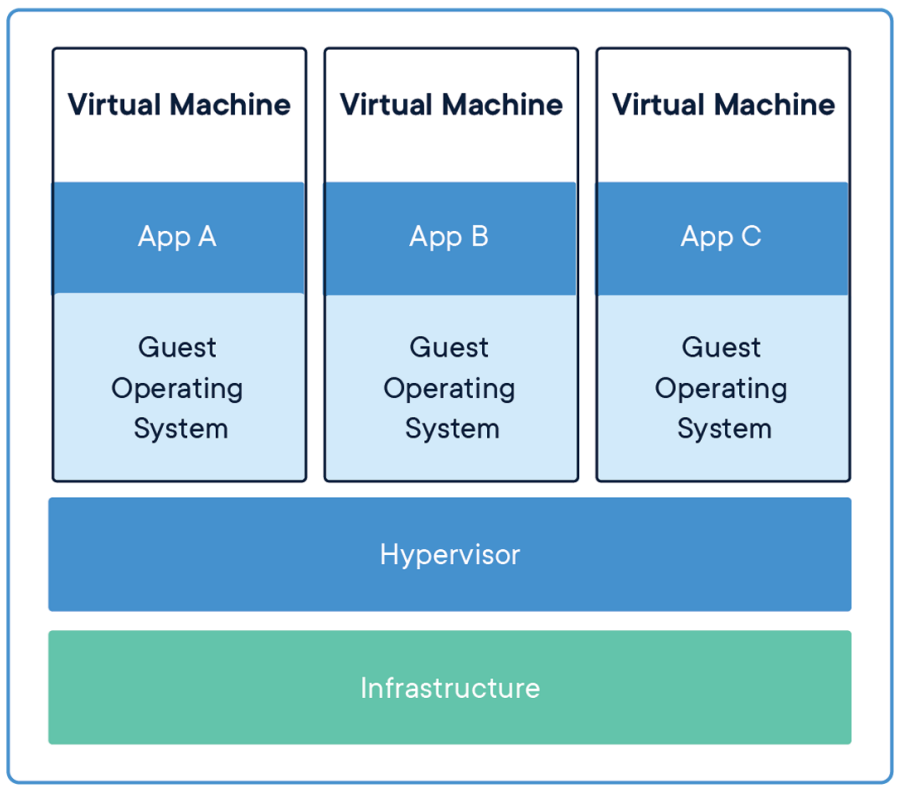 Virtual Machine
Virtual Machine
Virtual Machine
App A
App B
App C
Guest
Operating
System
Guest
Operating
System
Guest
Operating
System
Hypervisor
Infrastructure